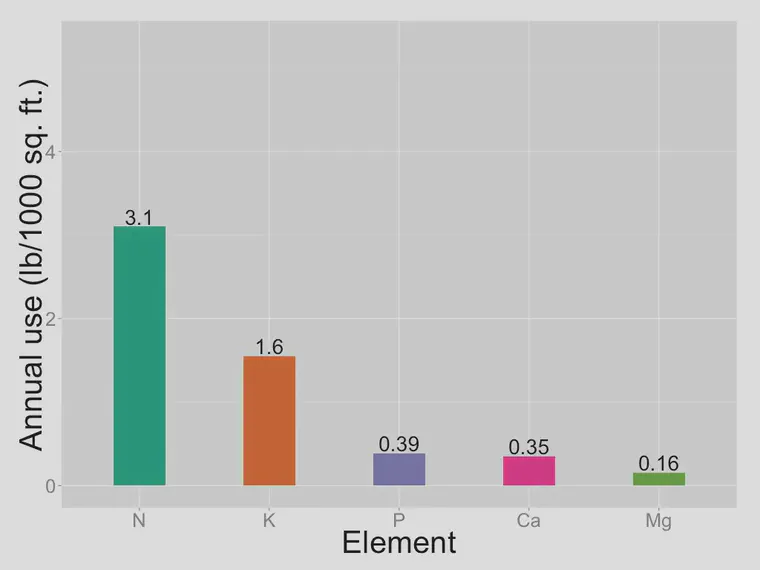 Annual use (lb/1000 sq. ft.)
4
2
0
3.1
1.6
0.39
0.35
0.16
N K P Ca Mg
Element